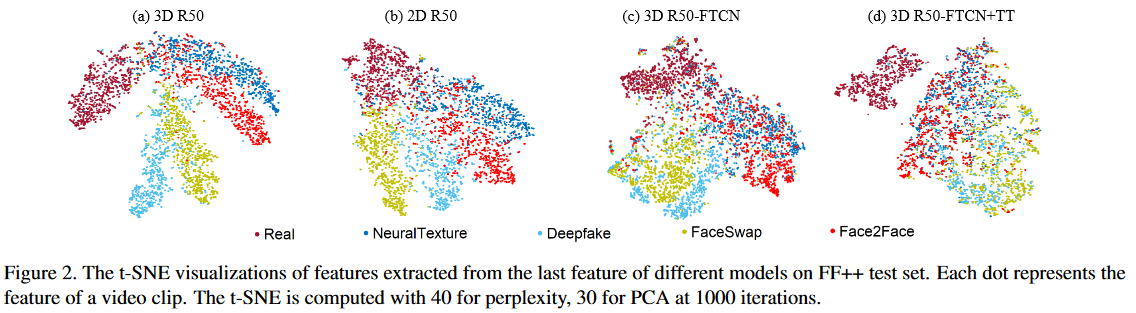 (a) 3D R50 (b) 2D R50 (c) 3D R50-FTCN (d) 3D R50-FTCN+TT
Real NeuralTexture Deepfake FaceSwap Face2Face
Figure 2. The t-SNE visualizations of features extracted from the last feature of different models on FF++ test set. Each dot represents the
feature of a video clip. The t-SNE is computed with 40 for perplexity, 30 for PCA at 1000 iterations.